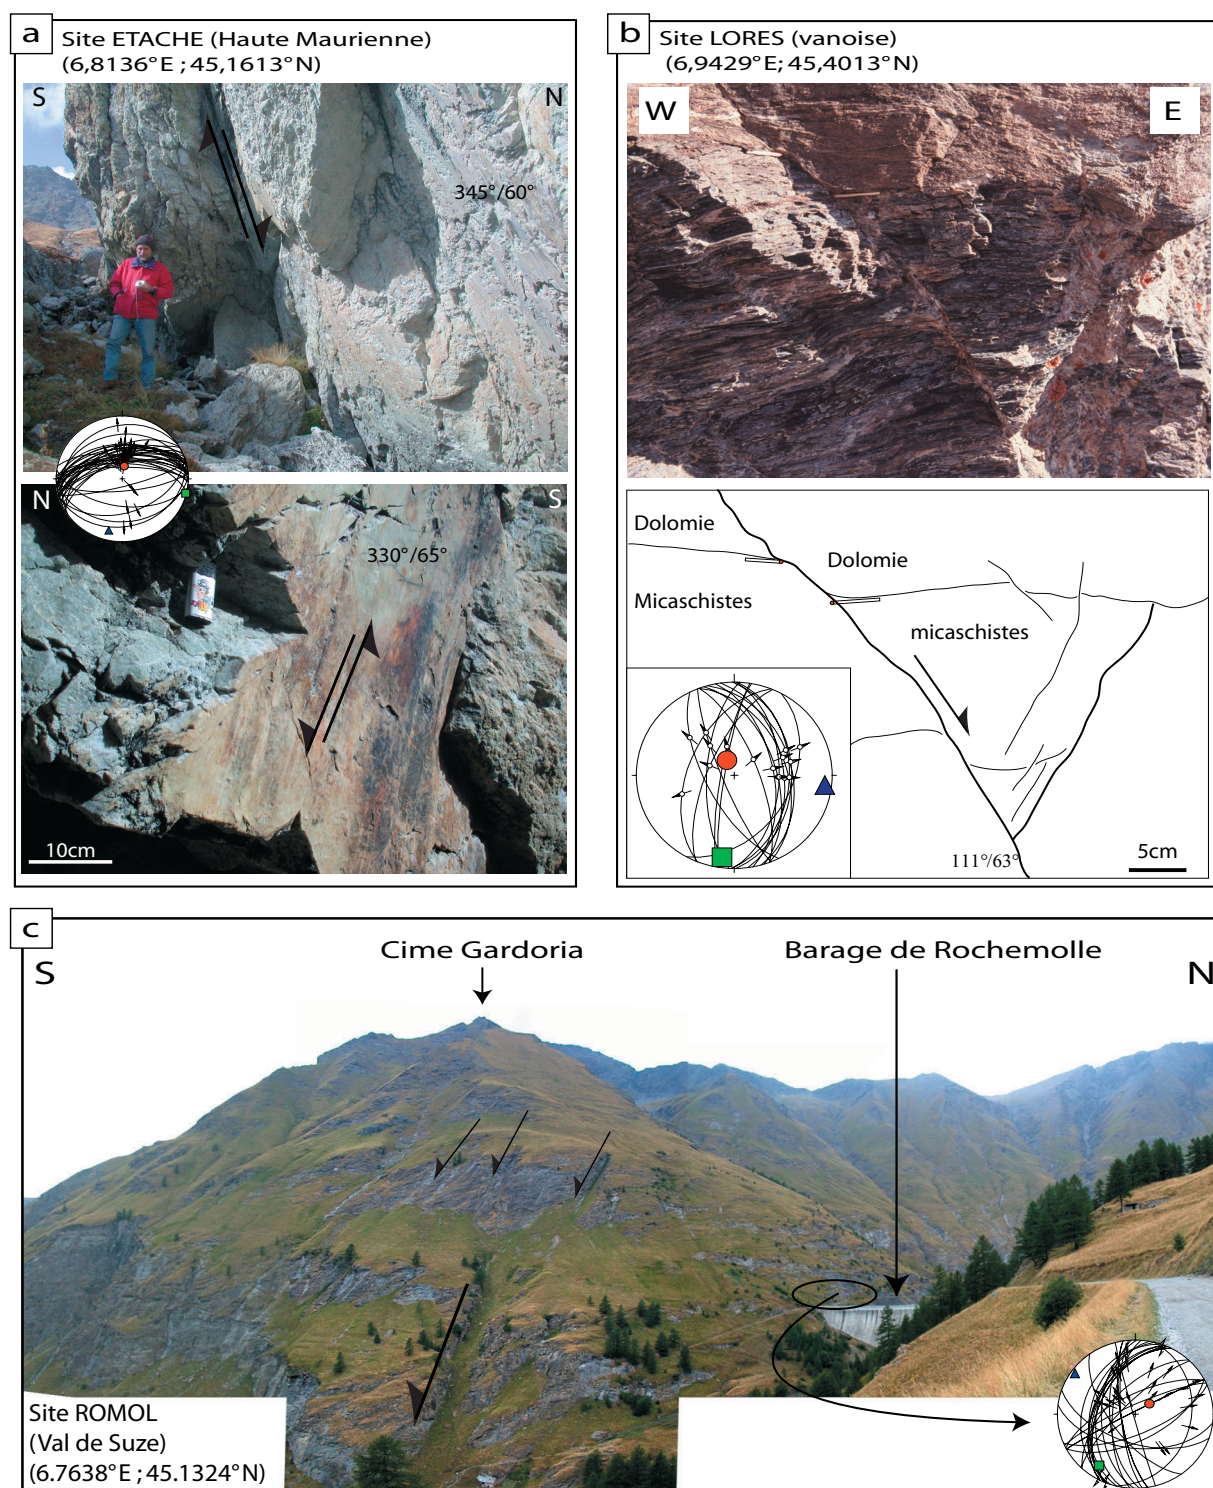 a
Site ETACHE (Haute Maurienne)
(6,8136°E ; 45,1613°N)
S
N
345°/60°
N
S
330°/65°
10cm
b
Site LORES (vanoise)
(6,9429°E; 45,4013°N)
W
E
Dolomie
Dolomie
Micaschistes
micaschistes
111°/63°
5cm
c
Cime Gardoria
Barage de Rochemolle
S
N
Site ROMOL
(Val de Suze)
(6.7638°E ; 45.1324°N)